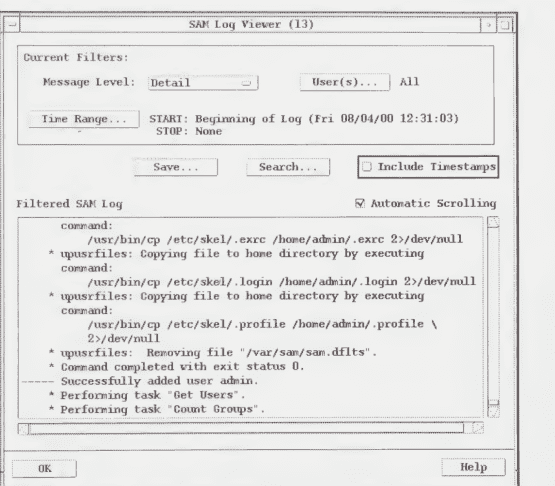 SAM Log Viewer (13)
Current Filters:
Message Level: Detail User(s)... All
Time Range... START: Beginning of Log (Fri 08/04/00 12:31:03)
STOP: None
Save... Search... Include Timestamps
Filtered SAM Log Automatic Scrolling
command:
/usr/bin/cp /etc/skel/.exrc /home/admin/.exrc 2>/dev/null
* upusrfiles: Copying file to home directory by executing
command:
/usr/bin/cp /etc/skel/.login /home/admin/.login 2>/dev/null
* upusrfiles: Copying file to home directory by executing
command:
/usr/bin/cp /etc/skel/.profile /home/admin/.profile \
2>/dev/null
* upusrfiles: Removing file "/var/sam/sam.dflts".
* Command completed with exit status 0.
----- Successfully added user admin.
* Performing task "Get Users".
* Performing task "Count Groups".
OK Help